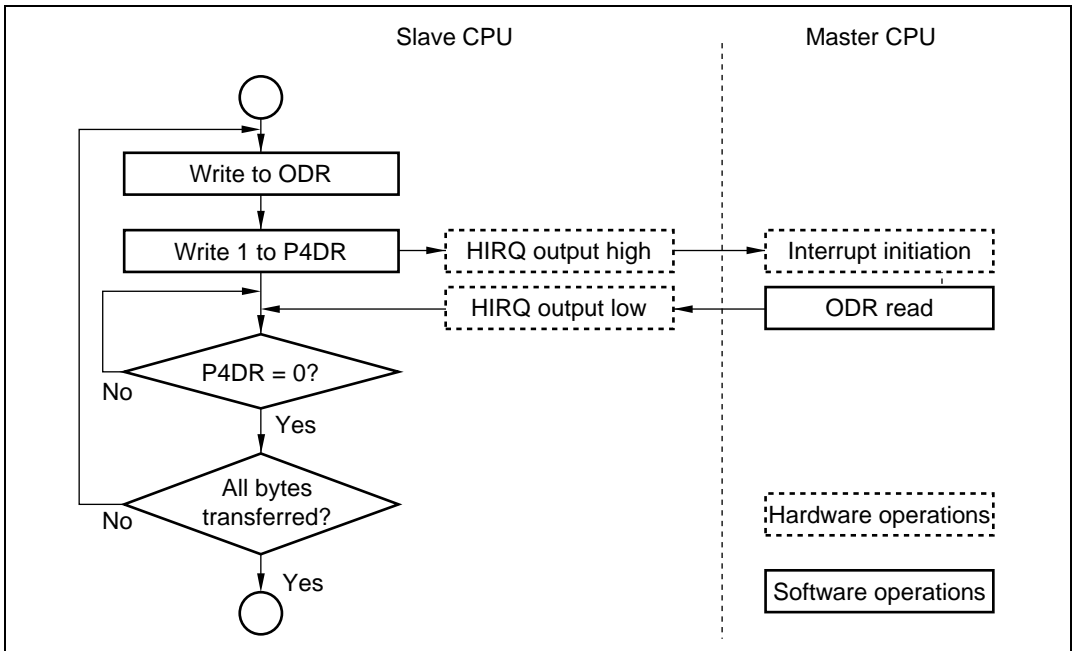 Slave CPU
Master CPU
Write to ODR
Write 1 to P4DR
HIRQ output high
Interrupt initiation
HIRQ output low
ODR read
P4DR = 0?
No
Yes
All bytes
transferred?
No
Yes
Hardware operations
Software operations